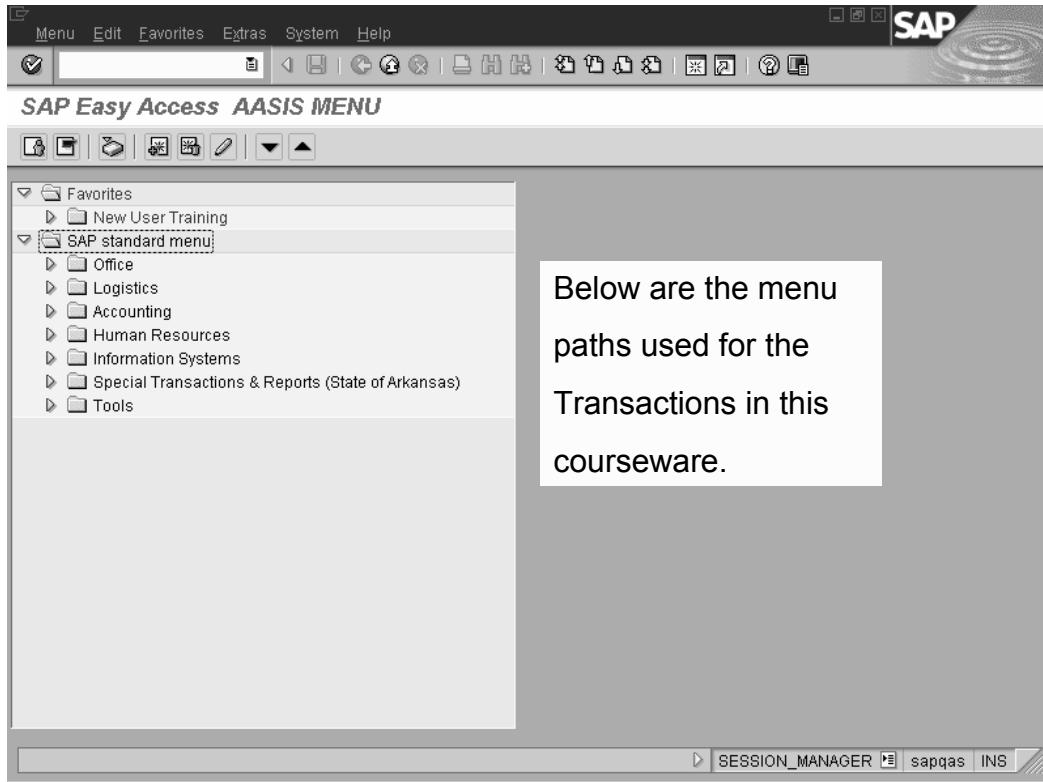 Menu Edit Favorites Extras System Help
SAP
SAP Easy Access AASIS MENU
Favorites
New User Training
SAP standard menu
Office
Logistics
Accounting
Human Resources
Information Systems
Special Transactions & Reports (State of Arkansas)
Tools
Below are the menu
paths used for the
Transactions in this
courseware.
SESSION_MANAGER sapqas INS